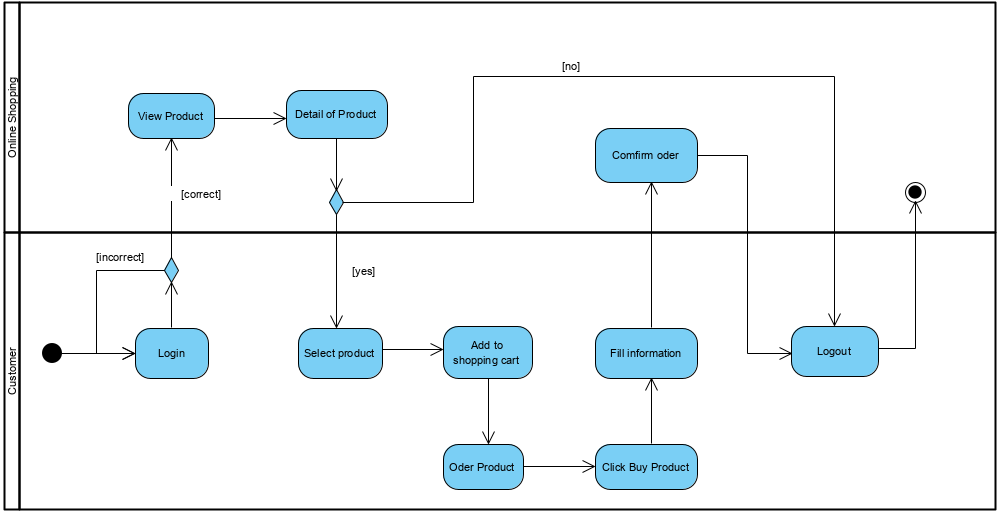 Online Shopping
[no]
View Product
Detail of Product
Comfirm oder
[correct]
Customer
[incorrect]
[yes]
Login
Select product
Add to
shopping cart
Fill information
Logout
Oder Product
Click Buy Product